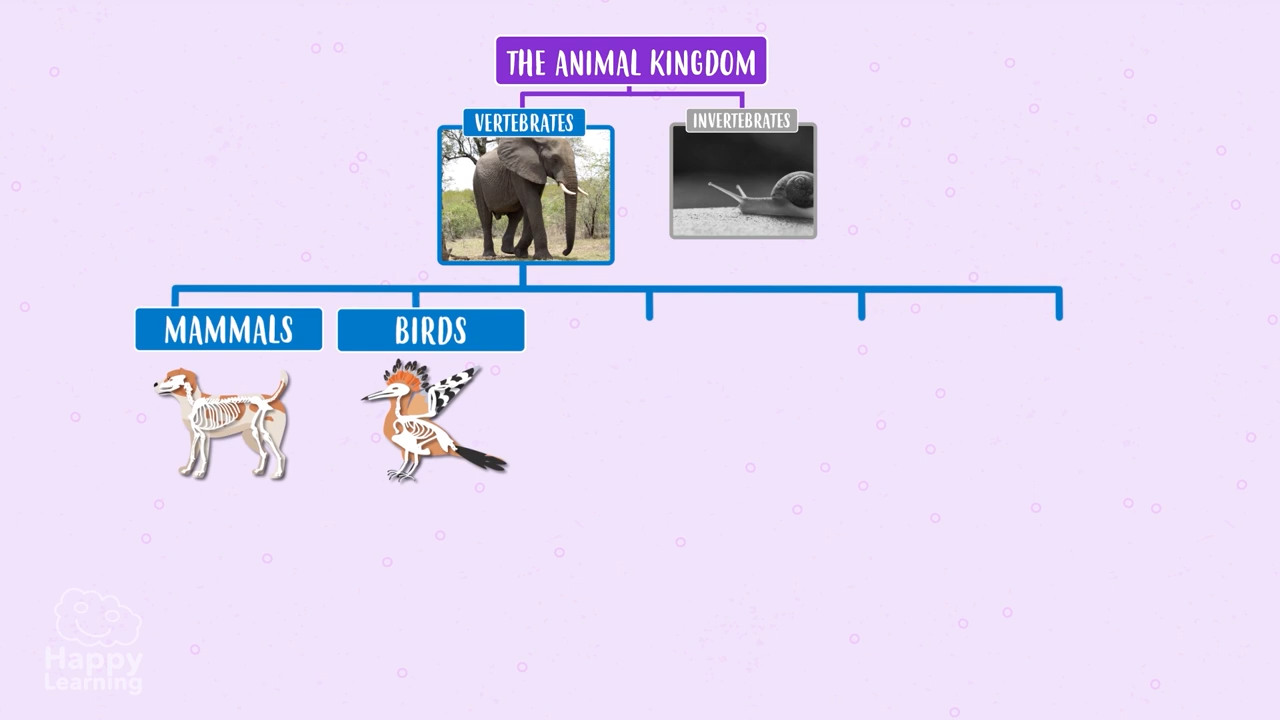 THE ANIMAL KINGDOM
VERTEBRATES
INVERTEBRATES
MAMMALS
BIRDS
Happy
Learning